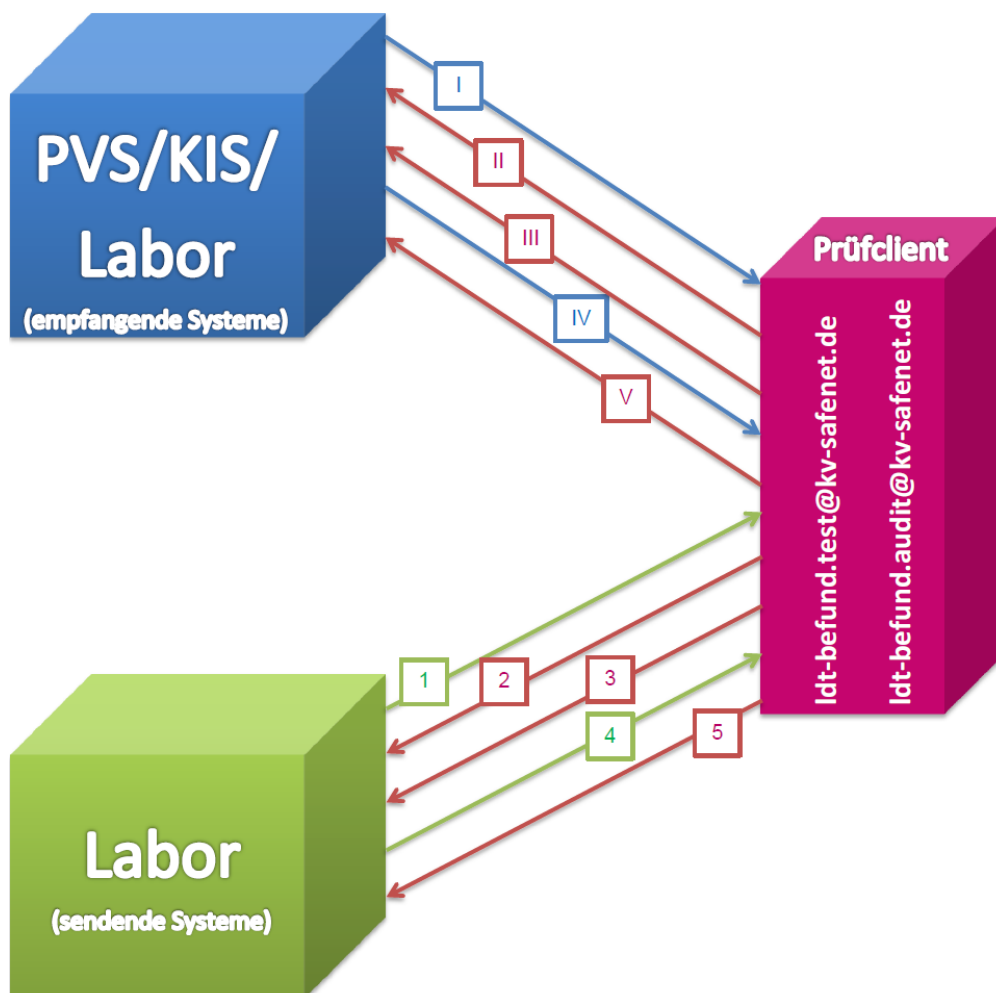 PVS/KIS/
Labor
(empfangende Systeme)
I
II
III
IV
V
Prüfclient
ldt-befund.test@kv-safenet.de
ldt-befund.audit@kv-safenet.de
1
2
3
4
5
Labor
(sendende Systeme)